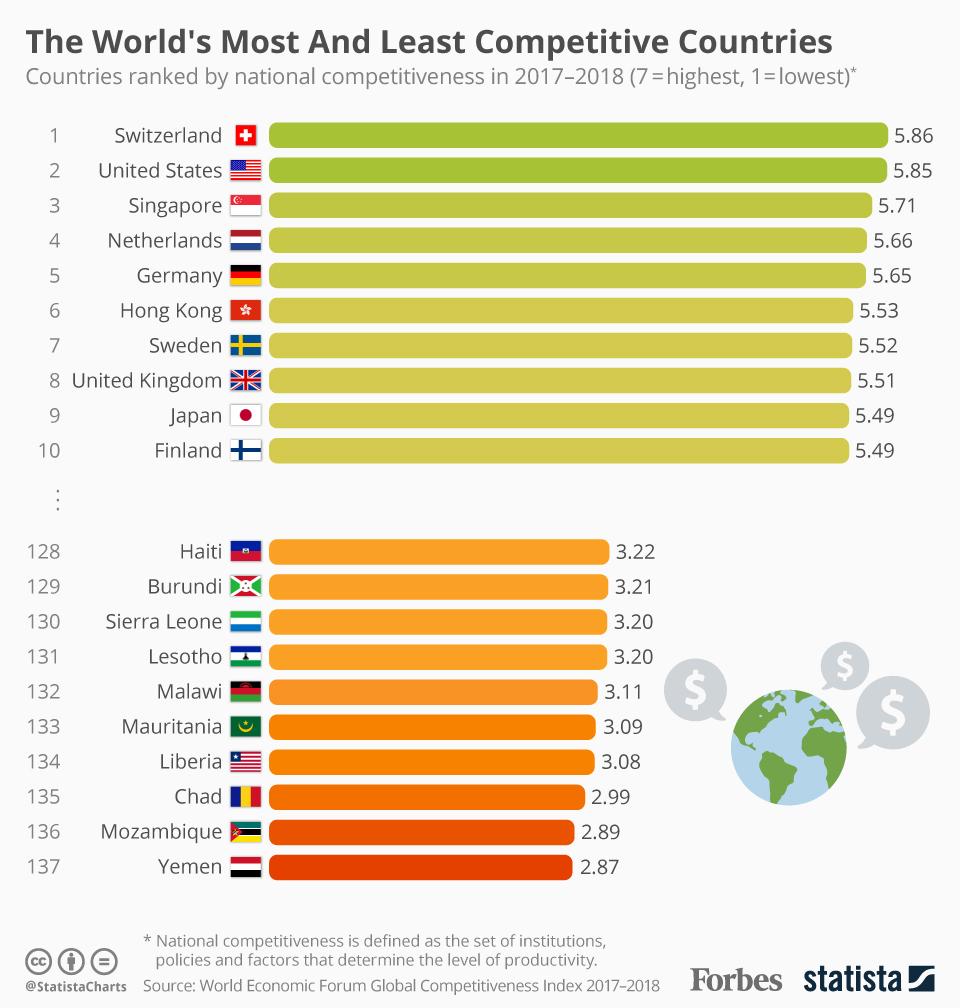 The World's Most And Least Competitive Countries
Countries ranked by national competitiveness in 2017–2018 (7=highest, 1=lowest)*
1 Switzerland 5.86
2 United States 5.85
3 Singapore 5.71
4 Netherlands 5.66
5 Germany 5.65
6 Hong Kong 5.53
7 Sweden 5.52
8 United Kingdom 5.51
9 Japan 5.49
10 Finland 5.49
⋮
128 Haiti 3.22
129 Burundi 3.21
130 Sierra Leone 3.20
131 Lesotho 3.20
132 Malawi 3.11
133 Mauritania 3.09
134 Liberia 3.08
135 Chad 2.99
136 Mozambique 2.89
137 Yemen 2.87
$ $ $
* National competitiveness is defined as the set of institutions,
policies and factors that determine the level of productivity.
cc =
@StatistaCharts Source: World Economic Forum Global Competitiveness Index 2017–2018
Forbes statista